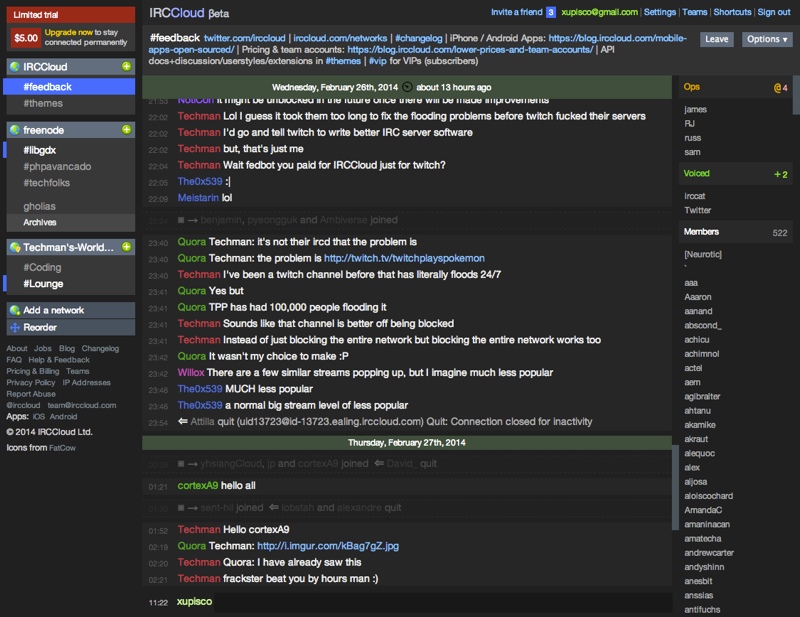 Limited trial
$5.00 Upgrade now to stay
connected permanently
IRCCloud
#feedback
#themes
freenode
#libgdx
#phpavancado
#techfolks
gholias
Archives
Techman's-World...
#Coding
#Lounge
Add a network
Reorder
About Jobs Blog Changelog
FAQ Help & Feedback
Pricing & Billing Teams
Privacy Policy IP Addresses
Report Abuse
@irccloud team@irccloud.com
Apps: iOS Android
© 2014 IRCCloud Ltd.
Icons from FatCow
IRCCloud βeta
Invite a friend 3 xupisco@gmail.com | Settings | Teams | Shortcuts | Sign out
#feedback twitter.com/irccloud | irccloud.com/networks | #changelog | iPhone / Android Apps: https://blog.irccloud.com/mobile-
apps-open-sourced/ | Pricing & team accounts: https://blog.irccloud.com/lower-prices-and-team-accounts/ | API
docs+discussion/userstyles/extensions in #themes | #vip for VIPs (subscribers)
Leave
Options ▾
Wednesday, February 26th, 2014 about 13 hours ago
21:53 NotiCon it might be unblocked in the future once there will be made improvements
22:02 Techman Lol I guess it took them too long to fix the flooding problems before twitch fucked their servers
22:02 Techman I'd go and tell twitch to write better IRC server software
22:02 Techman but, that's just me
22:04 Techman Wait fedbot you paid for IRCCloud just for twitch?
22:05 The0x539 :|
22:09 Meistarin lol
→ benjamin, pyeongguk and Ambiverse joined
23:40 Quora Techman: it's not their ircd that the problem is
23:40 Quora Techman: the problem is http://twitch.tv/twitchplayspokemon
23:40 Techman I've been a twitch channel before that has literally floods 24/7
23:41 Quora Yes but
23:41 Quora TPP has had 100,000 people flooding it
23:41 Techman Sounds like that channel is better off being blocked
23:41 Techman Instead of just blocking the entire network but blocking the entire network works too
23:42 Quora It wasn't my choice to make :P
23:42 Willox There are a few similar streams popping up, but I imagine much less popular
23:46 The0x539 MUCH less popular
23:46 The0x539 a normal big stream level of less popular
23:54 ⇐ Attilla quit (uid13723@id-13723.ealing.irccloud.com) Quit: Connection closed for inactivity
Thursday, February 27th, 2014
→ yhsiangCloud, jp and cortexA9 joined ⇐ David_ quit
01:21 cortexA9 hello all
→ sent-hil joined ⇐ lobstah and alexandre quit
01:52 Techman Hello cortexA9
02:19 Quora Techman: http://i.imgur.com/kBag7gZ.jpg
02:20 Techman Quora: I have already saw this
02:21 Techman frackster beat you by hours man :)
11:22 xupisco
Ops @ 4
james
RJ
russ
sam
Voiced + 2
irccat
Twitter
Members 522
[Neurotic]
`
aaa
Aaaron
aanand
abscond_
achicu
achimnol
actel
aem
agibralter
ahtanu
akamike
akraut
alequoc
alex
aljosa
aloiscochard
AmandaC
amaninacan
amatecha
andrewcarter
andyshinn
anesbit
anssias
antifuchs